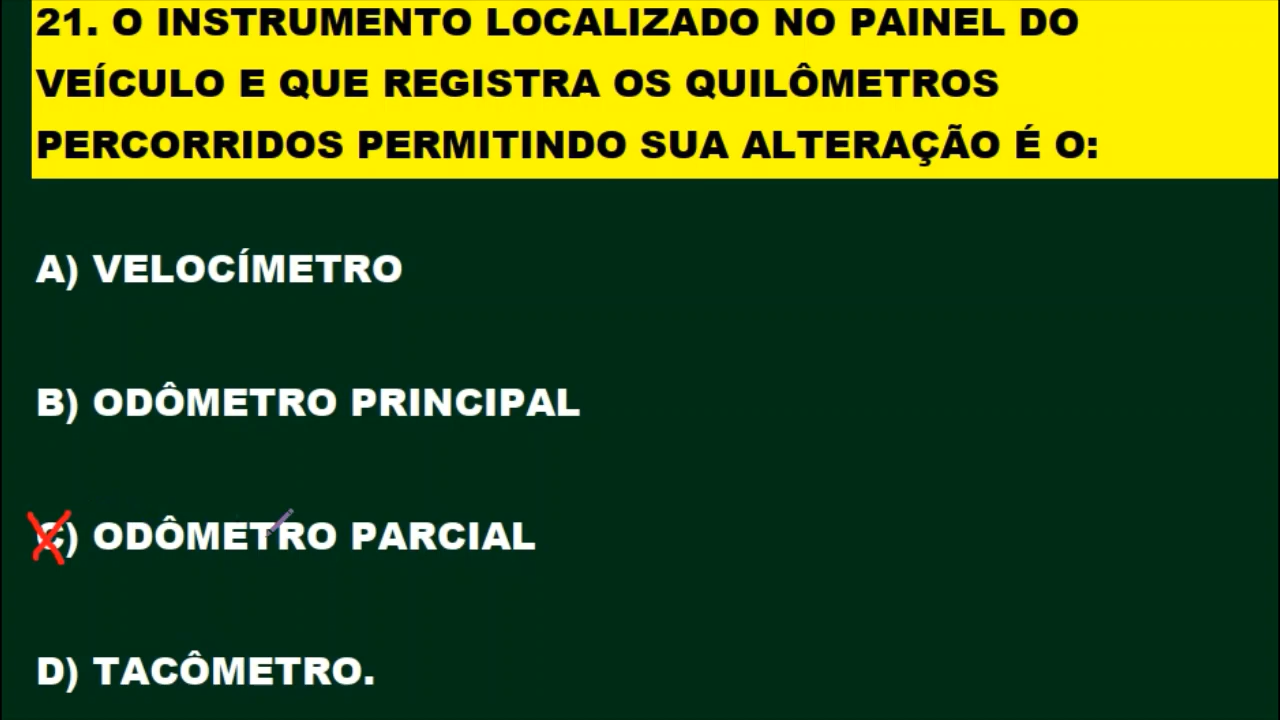 21. O INSTRUMENTO LOCALIZADO NO PAINEL DO
VEÍCULO E QUE REGISTRA OS QUILÔMETROS
PERCORRIDOS PERMITINDO SUA ALTERAÇÃO É O:
A) VELOCÍMETRO
B) ODÔMETRO PRINCIPAL
C) ODÔMETRO PARCIAL
D) TACÔMETRO.